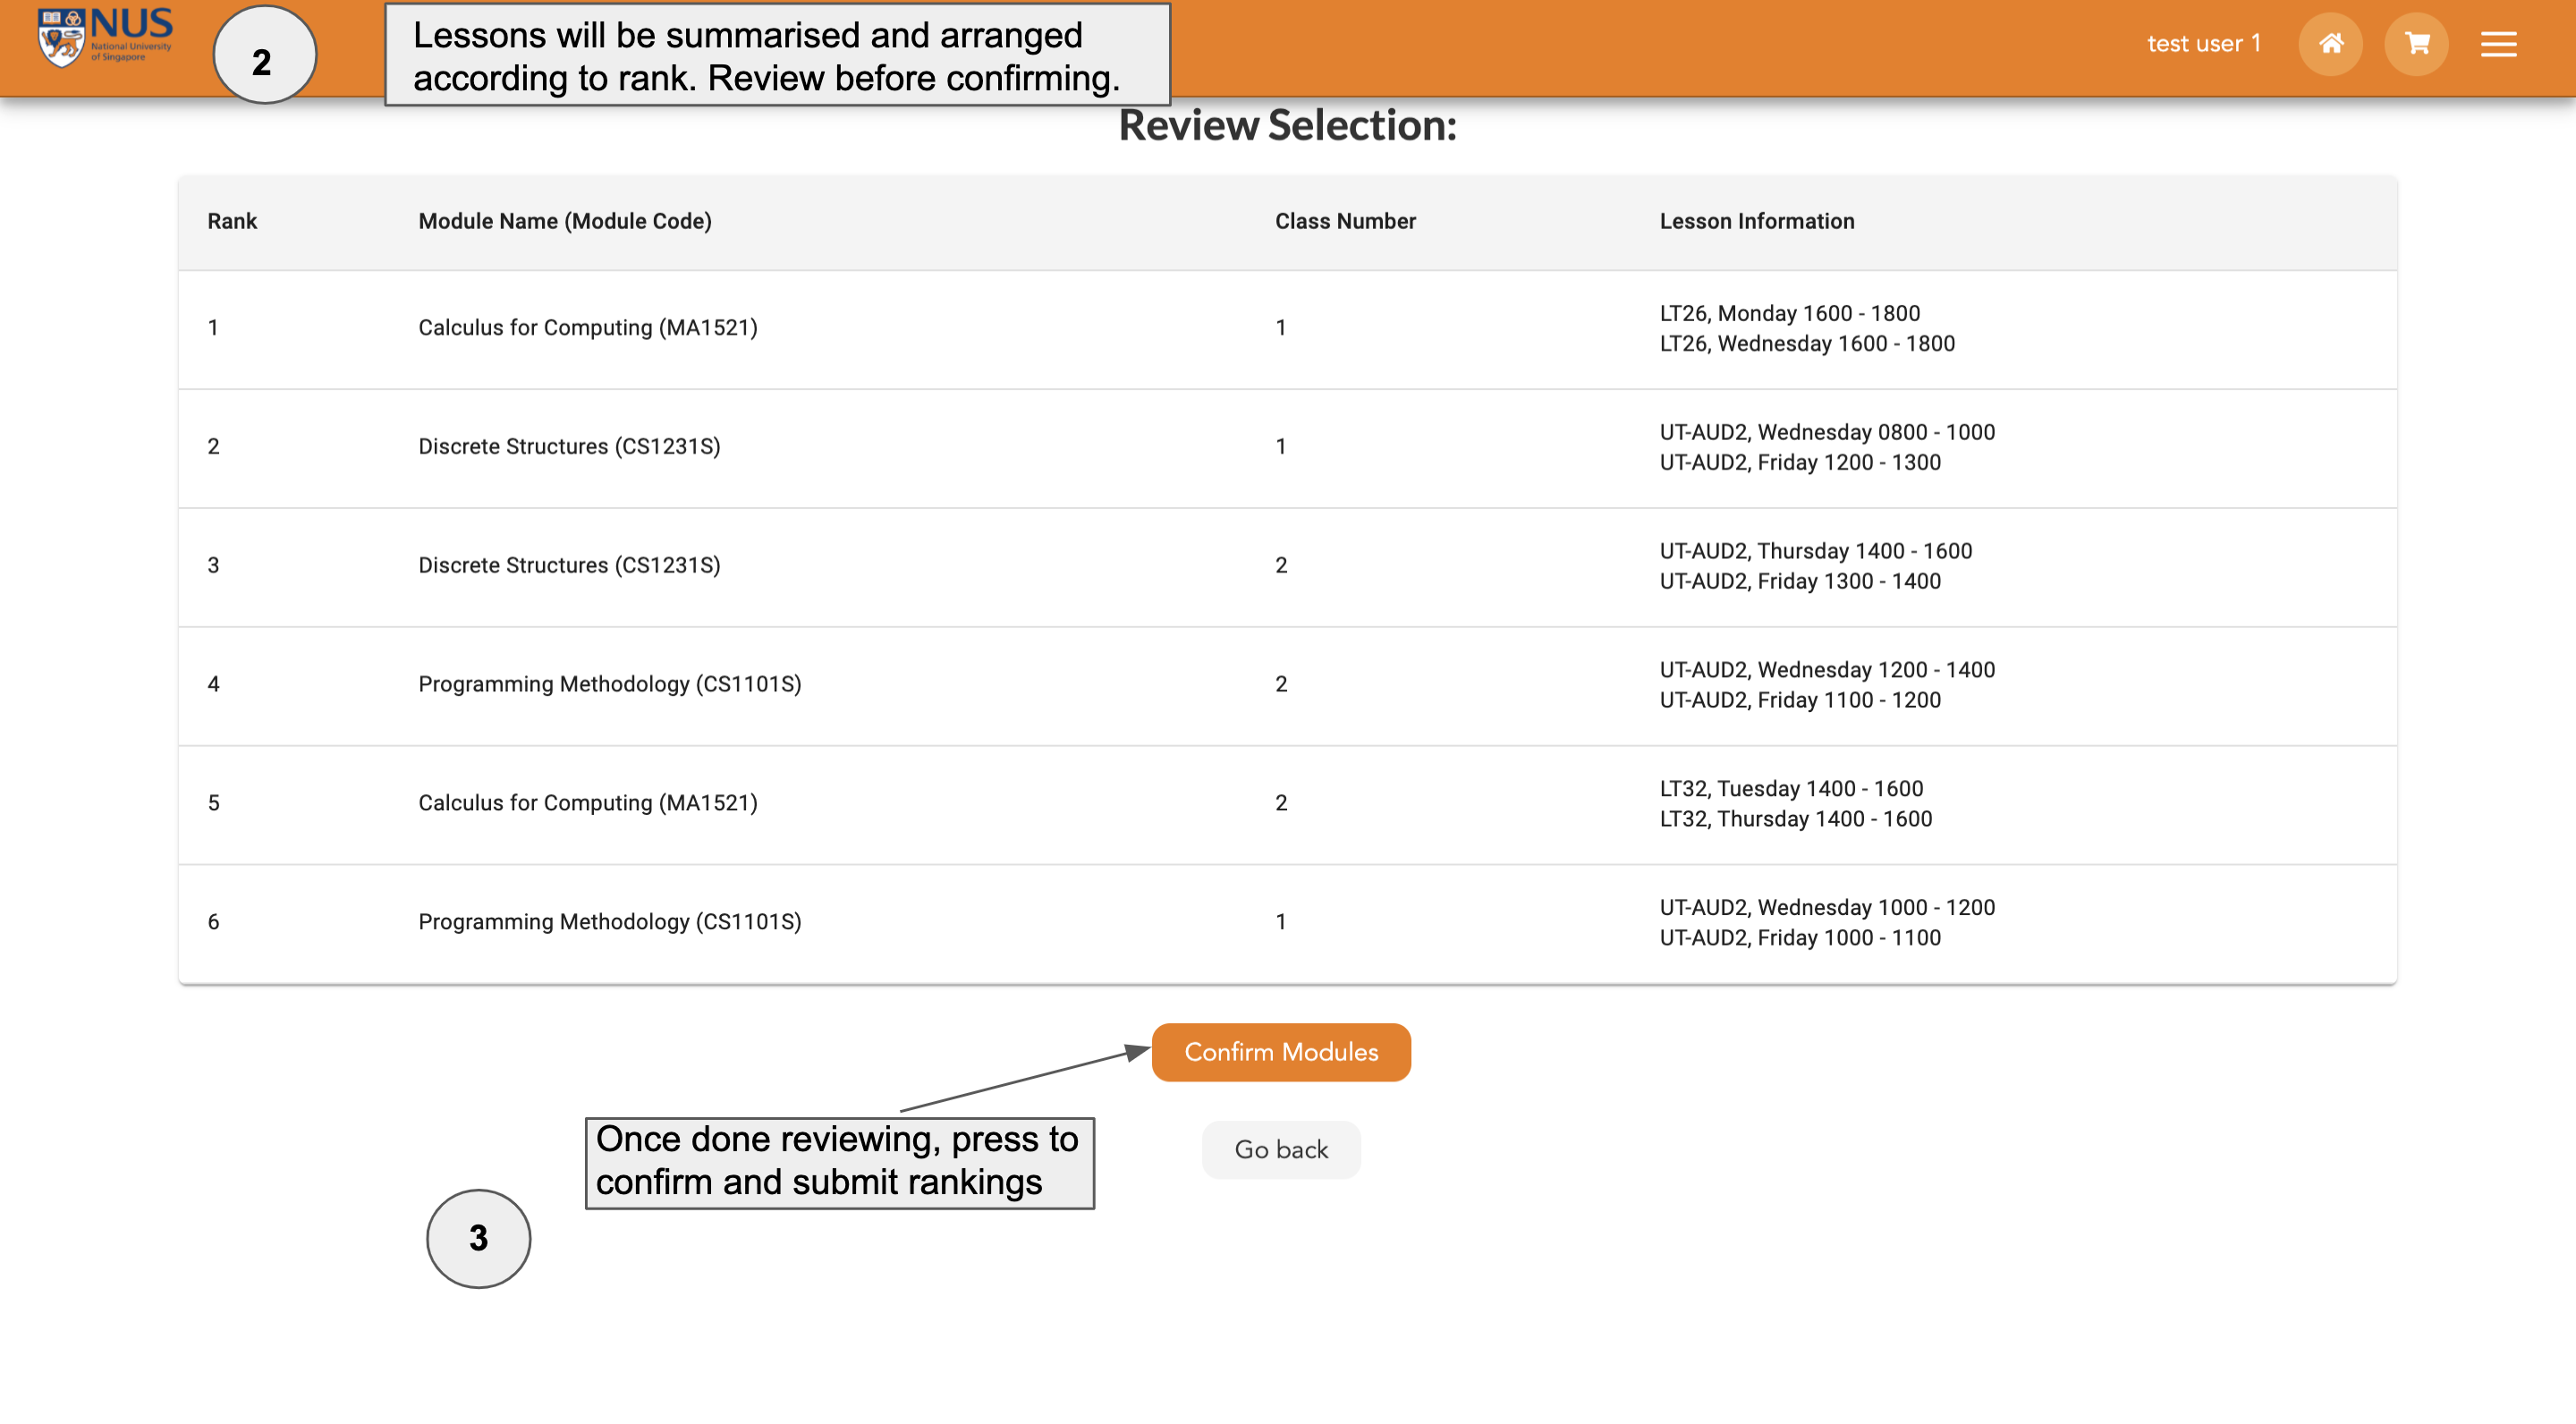 NUS
National University
of Singapore
2
Lessons will be summarised and arranged
according to rank. Review before confirming.
test user 1
Review Selection:
Rank Module Name (Module Code) Class Number Lesson Information
1 Calculus for Computing (MA1521) 1 LT26, Monday 1600 - 1800
LT26, Wednesday 1600 - 1800
2 Discrete Structures (CS1231S) 1 UT-AUD2, Wednesday 0800 - 1000
UT-AUD2, Friday 1200 - 1300
3 Discrete Structures (CS1231S) 2 UT-AUD2, Thursday 1400 - 1600
UT-AUD2, Friday 1300 - 1400
4 Programming Methodology (CS1101S) 2 UT-AUD2, Wednesday 1200 - 1400
UT-AUD2, Friday 1100 - 1200
5 Calculus for Computing (MA1521) 2 LT32, Tuesday 1400 - 1600
LT32, Thursday 1400 - 1600
6 Programming Methodology (CS1101S) 1 UT-AUD2, Wednesday 1000 - 1200
UT-AUD2, Friday 1000 - 1100
Confirm Modules
Once done reviewing, press to
confirm and submit rankings
Go back
3